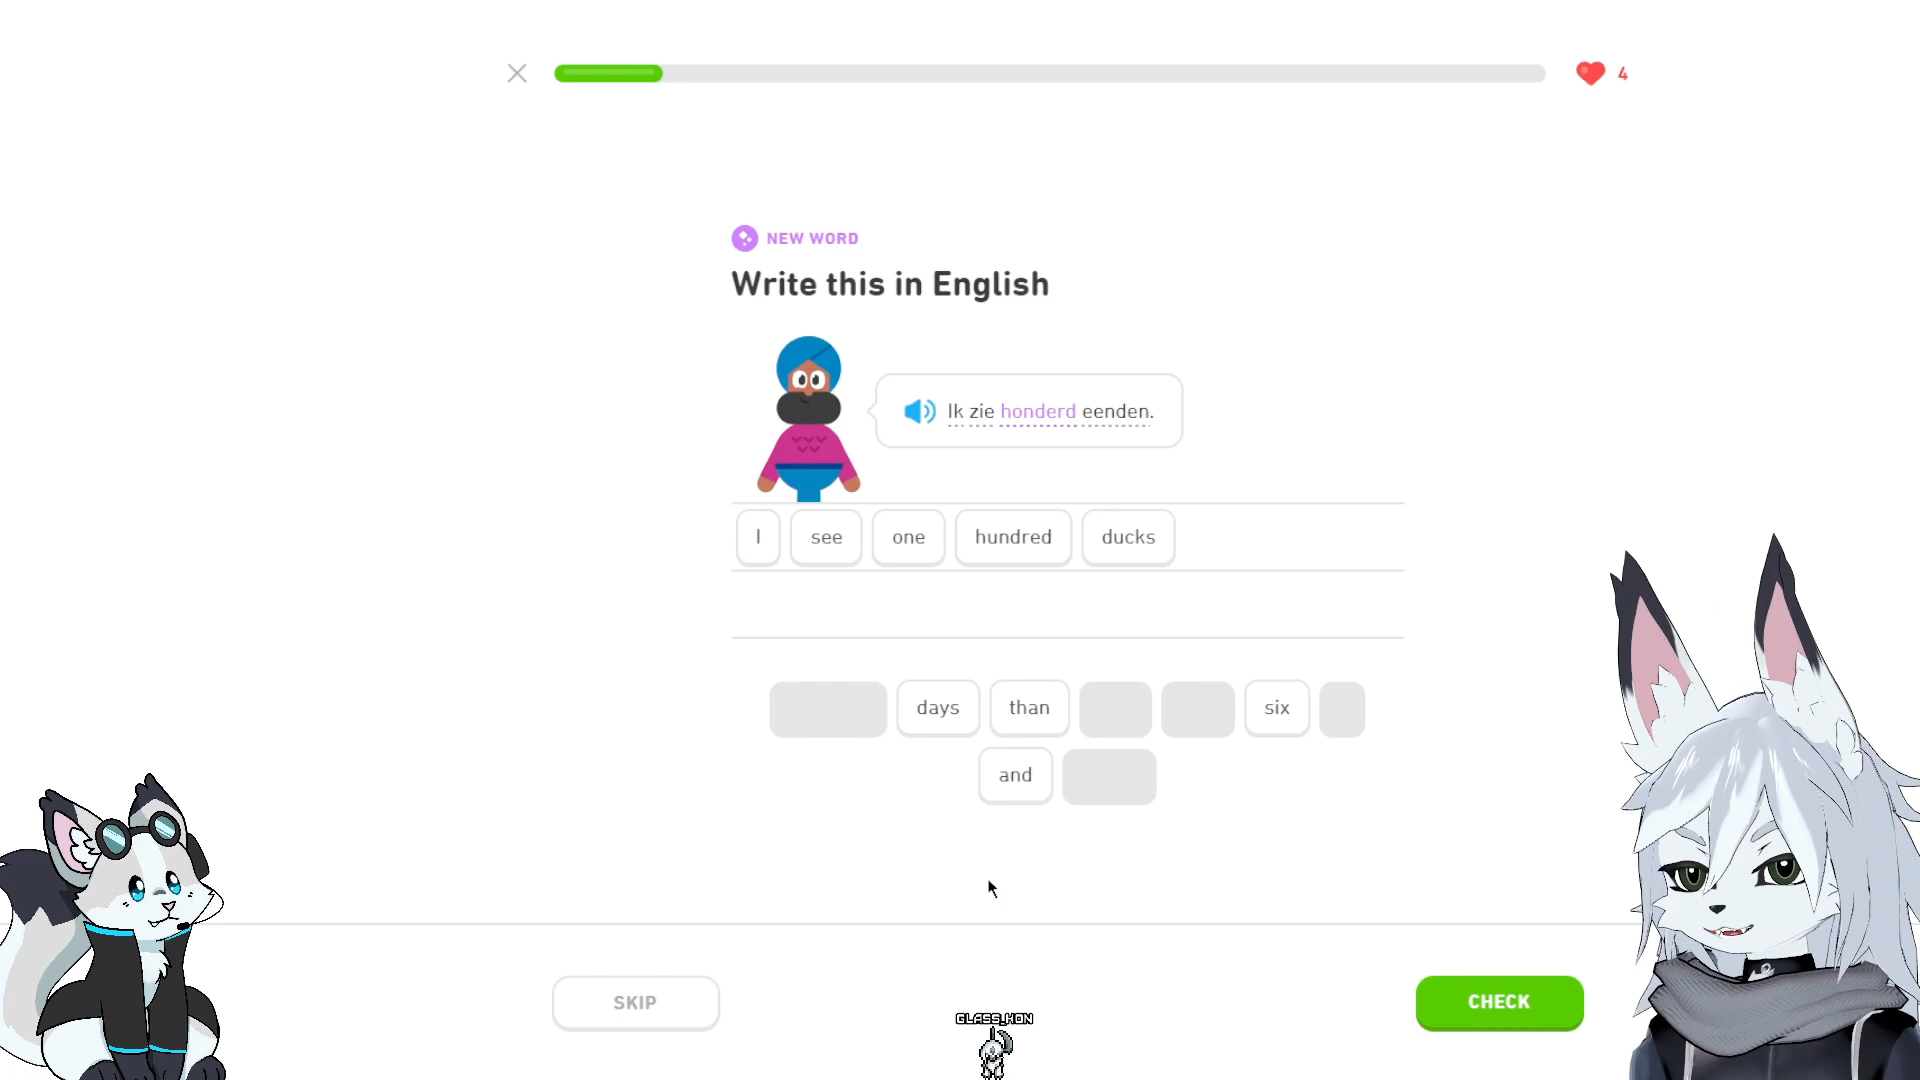 4
NEW WORD
Write this in English
Ik zie honderd eenden.
I see one hundred ducks
days than six
and
SKIP
CHECK
GLASS_KON